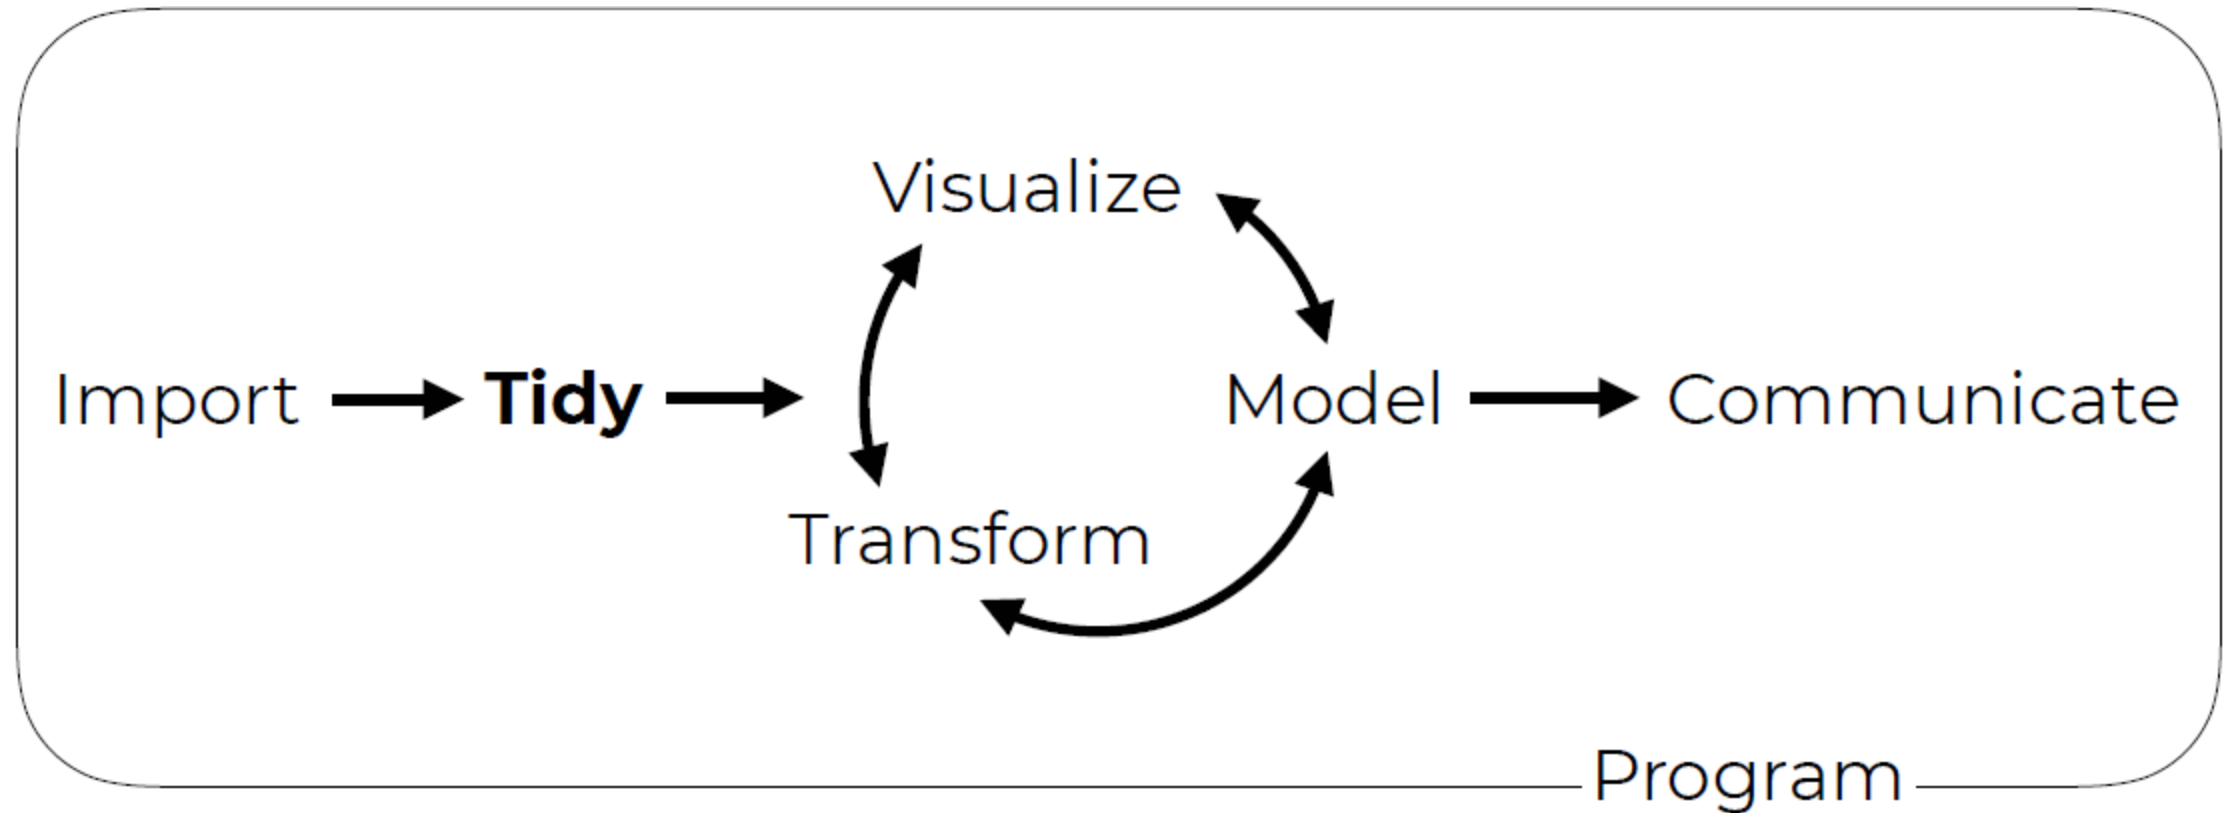 Visualize
Import
Tidy
Model
Communicate
Transform
Program